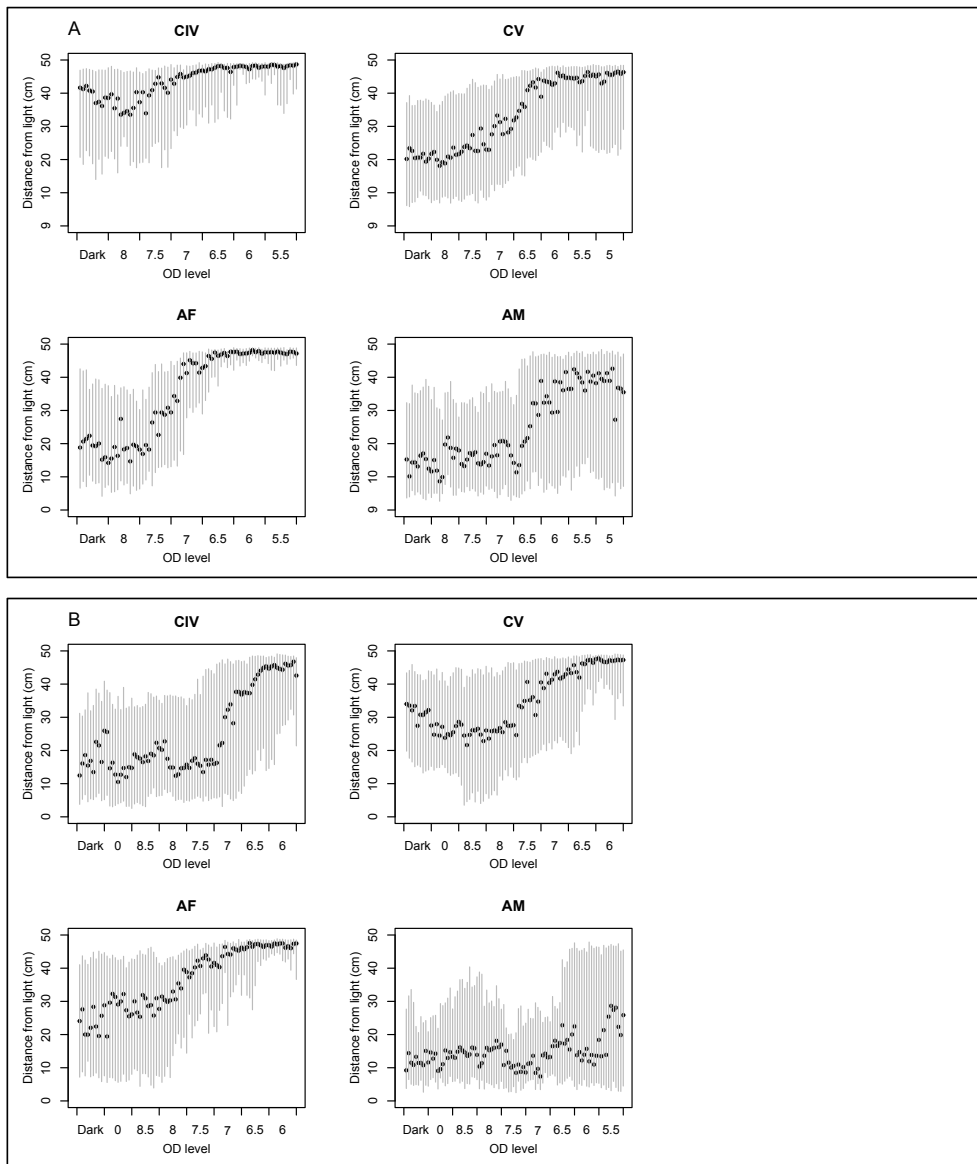 A
CIV
CV
Distance from light (cm)
50
40
30
20
10
9
Dark 8 7.5 7 6.5 6 5.5
OD level
Distance from light (cm)
50
40
30
20
10
9
Dark 8 7.5 7 6.5 6 5.5 5
OD level
AF
AM
Distance from light (cm)
50
40
30
20
10
0
Dark 8 7.5 7 6.5 6 5.5
OD level
Distance from light (cm)
50
40
30
20
10
9
Dark 8 7.5 7 6.5 6 5.5 5
OD level
B
CIV
CV
Distance from light (cm)
50
40
30
20
10
0
Dark 0 8.5 8 7.5 7 6.5 6
OD level
Distance from light (cm)
50
40
30
20
10
0
Dark 0 8.5 8 7.5 7 6.5 6
OD level
AF
AM
Distance from light (cm)
50
40
30
20
10
0
Dark 0 8.5 8 7.5 7 6.5 6
OD level
Distance from light (cm)
50
40
30
20
10
0
Dark 0 8.5 8 7.5 7 6.5 6 5.5
OD level